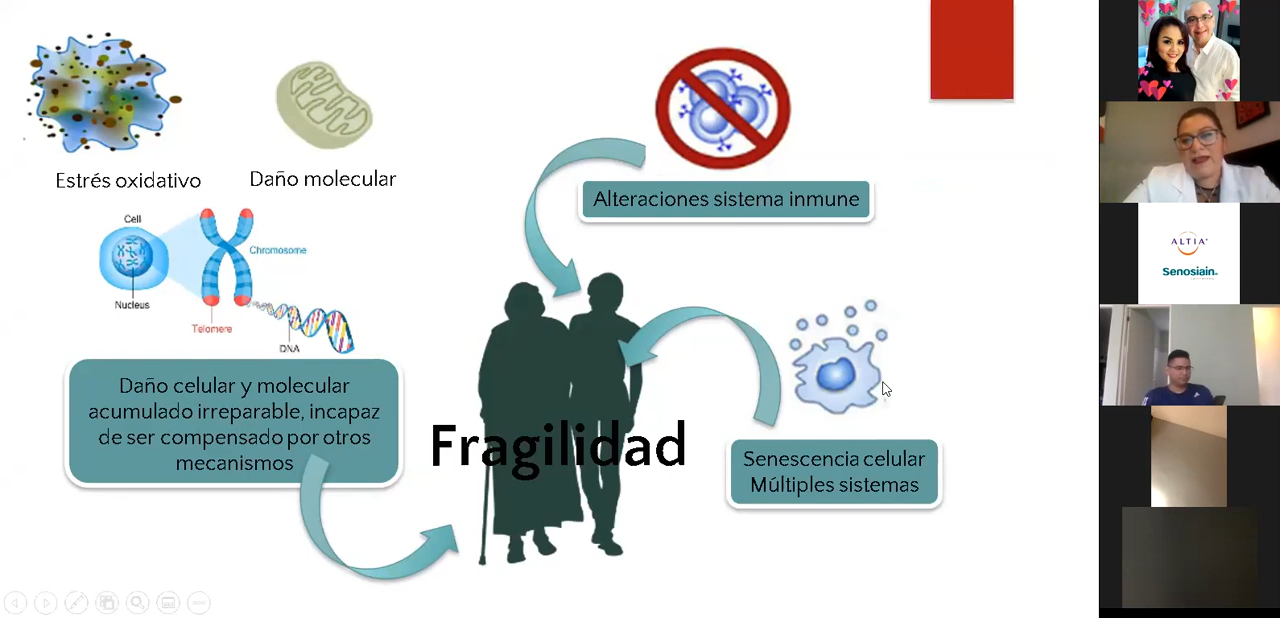 Estrés oxidativo
Daño molecular
Cell
Chromosome
Nucleus
Telomere
DNA
Daño celular y molecular
acumulado irreparable, incapaz
de ser compensado por otros
mecanismos
Alteraciones sistema inmune
Fragilidad
Senescencia celular
Múltiples sistemas
ALTIA
Senosiain